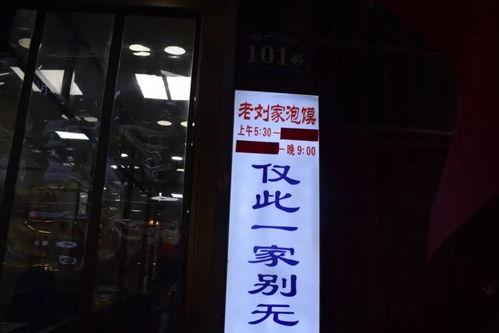 101号
老刘家泡馍
上午5:30—
—晚9:00
仅此一家别无